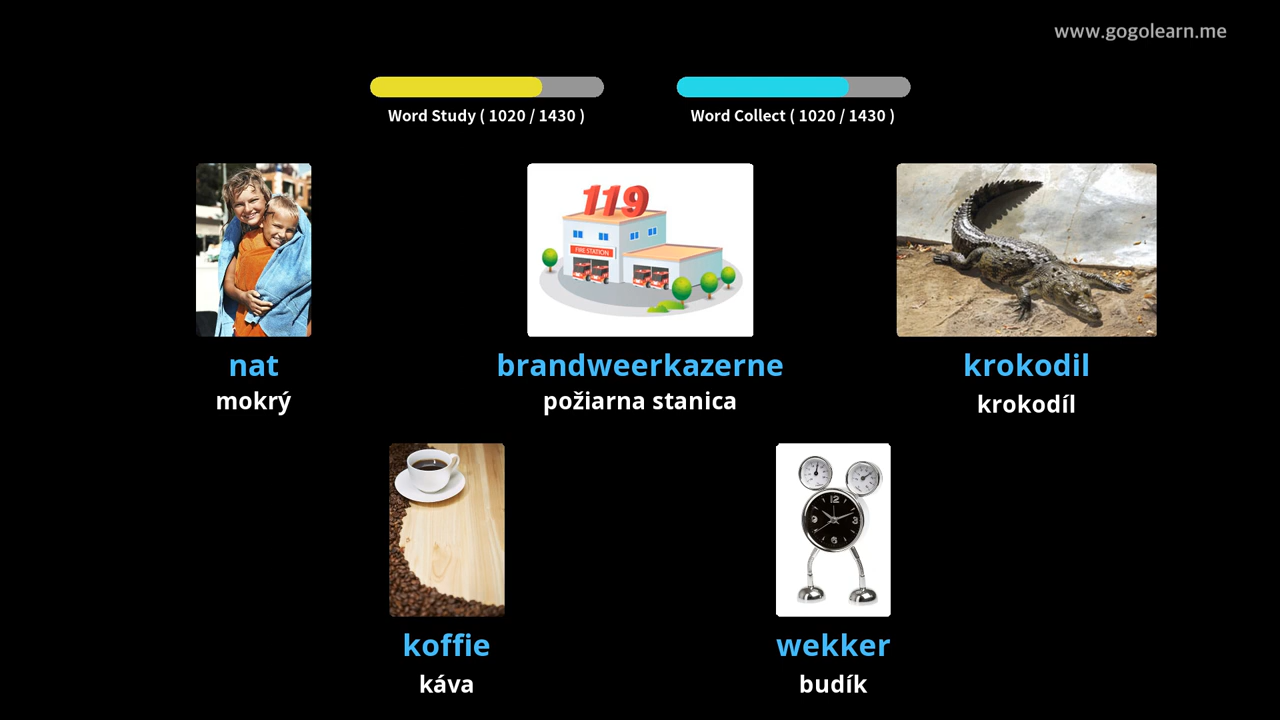 www.gogolearn.me
Word Study ( 1020 / 1430 )
Word Collect ( 1020 / 1430 )
119
FIRE STATION
nat
mokrý
brandweerkazerne
požiarna stanica
krokodil
krokodíl
koffie
káva
wekker
budík